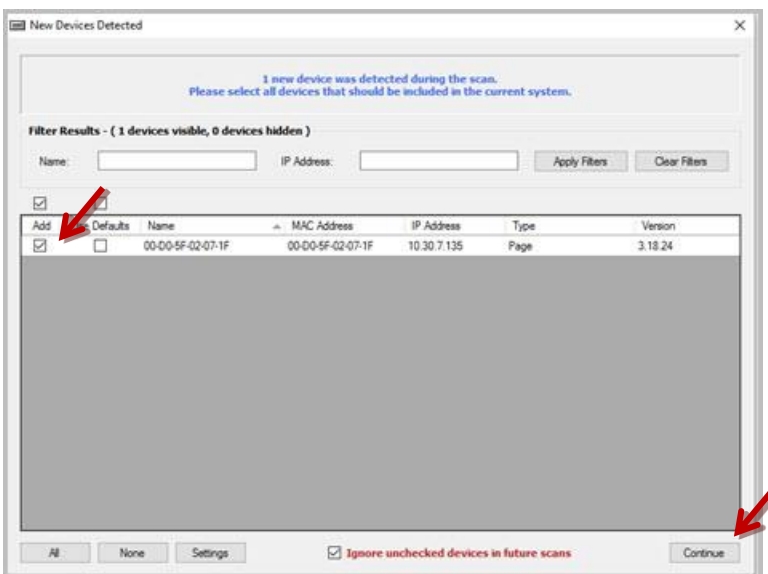 New Devices Detected
1 new device was detected during the scan.
Please select all devices that should be included in the current system.
Filter Results - ( 1 devices visible, 0 devices hidden )
Name: IP Address: Apply Filters Clear Filters
Add Defaults Name MAC Address IP Address Type Version
00-D0-5F-02-07-1F 00-D0-5F-02-07-1F 10.30.7.135 Page 3.18.24
All None Settings Ignore unchecked devices in future scans Continue